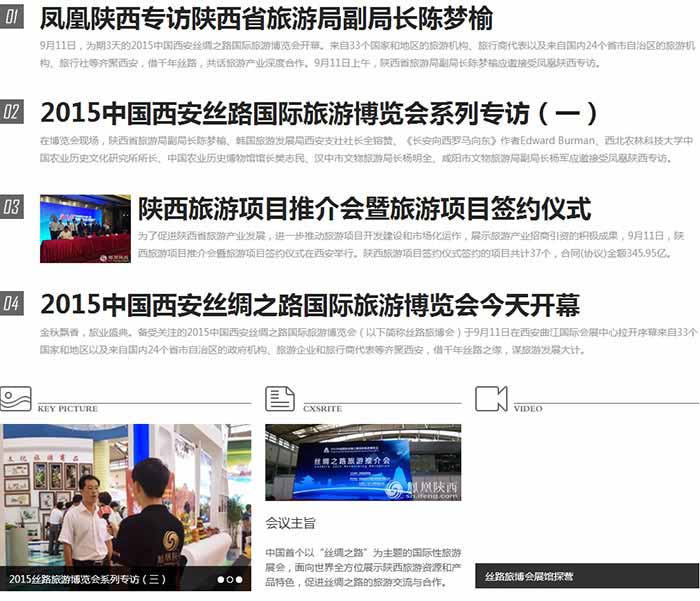 01
凤凰陕西专访陕西省旅游局副局长陈梦榆
9月11日，为期3天的2015中国西安丝绸之路国际旅游博览会开幕。来自33个国家和地区的旅游机构、旅行商代表以及来自国内24个省市自治区的旅游机
构、旅行社等齐聚西安，借千年丝路，共话旅游产业深度合作。9月11日上午，陕西省旅游局副局长陈梦榆应邀接受凤凰陕西专访。
02
2015中国西安丝路国际旅游博览会系列专访（一）
在博览会现场，陕西省旅游局副局长陈梦榆、韩国旅游发展局西安支社社长全镕赞、《长安向西罗马向东》作者Edward Burman、西北农林科技大学中
国农业历史文化研究所所长、中国农业历史博物馆馆长樊志民、汉中市文物旅游局长杨明全、咸阳市文物旅游局副局长杨军应邀接受凤凰陕西专访。
03
陕西旅游项目推介会暨旅游项目签约仪式
为了促进陕西省旅游产业发展，进一步推动旅游项目开发建设和市场化运作，展示旅游产业招商引资的积极成果，9月11日，陕
西旅游项目推介会暨旅游项目签约仪式在西安举行。陕西旅游项目签约仪式签约的项目共计37个，合同(协议)金额345.95亿。
凤凰陕西
04
2015中国西安丝绸之路国际旅游博览会今天开幕
金秋飘香，旅业盛典。备受关注的2015中国西安丝绸之路国际旅游博览会（以下简称丝路旅博会）于9月11日在西安曲江国际会展中心拉开序幕来自33个
国家和地区以及来自国内24个省市自治区的政府机构、旅游企业和旅行商代表等齐聚西安，借千年丝路之缘，谋旅游发展大计。
KEY PICTURE
CXSRITE
VIDEO
文化旅游商品
凤凰陕西
2015丝路旅游博览会系列专访（三）
丝绸之路旅游推介会
凤凰陕西
sn.ifeng.com
会议主旨
中国首个以“丝绸之路”为主题的国际性旅游
展会，面向世界全方位展示陕西旅游资源和产
品特色，促进丝绸之路的旅游交流与合作。
丝路旅博会展馆探营